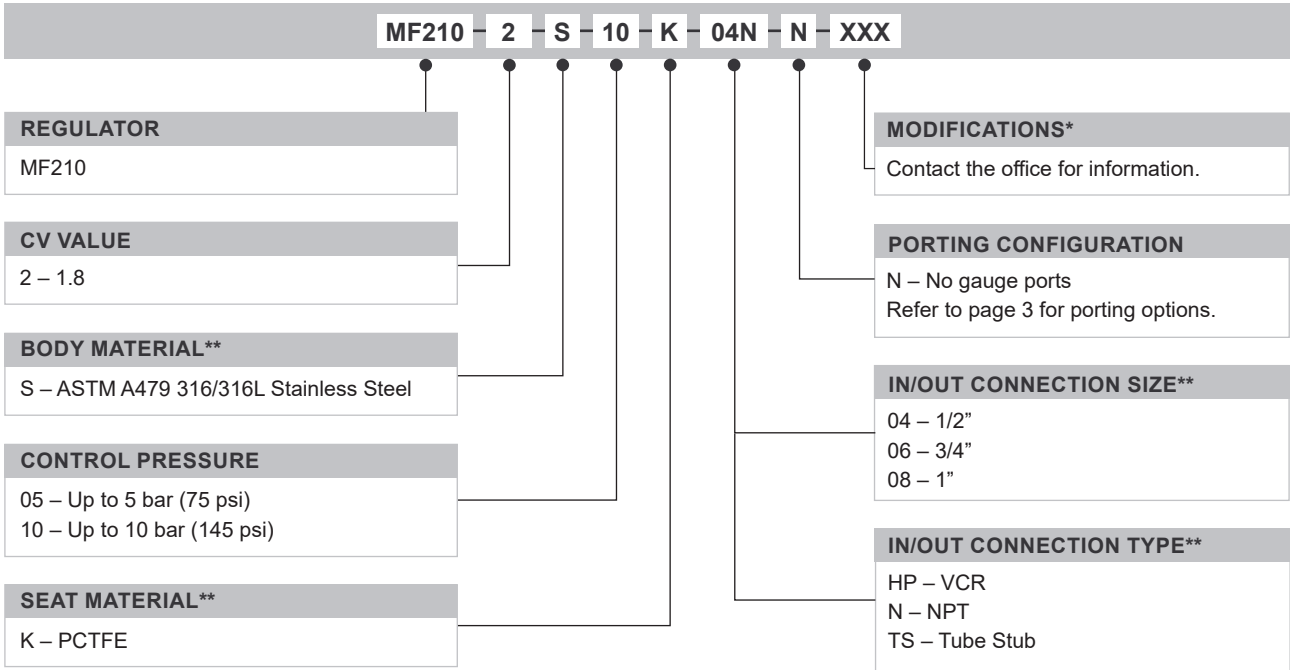 MF210 2 S 10 K 04N N XXX
REGULATOR
MF210
CV VALUE
2 – 1.8
BODY MATERIAL**
S – ASTM A479 316/316L Stainless Steel
CONTROL PRESSURE
05 – Up to 5 bar (75 psi)
10 – Up to 10 bar (145 psi)
SEAT MATERIAL**
K – PCTFE
MODIFICATIONS*
Contact the office for information.
PORTING CONFIGURATION
N – No gauge ports
Refer to page 3 for porting options.
IN/OUT CONNECTION SIZE**
04 – 1/2”
06 – 3/4”
08 – 1”
IN/OUT CONNECTION TYPE**
HP – VCR
N – NPT
TS – Tube Stub